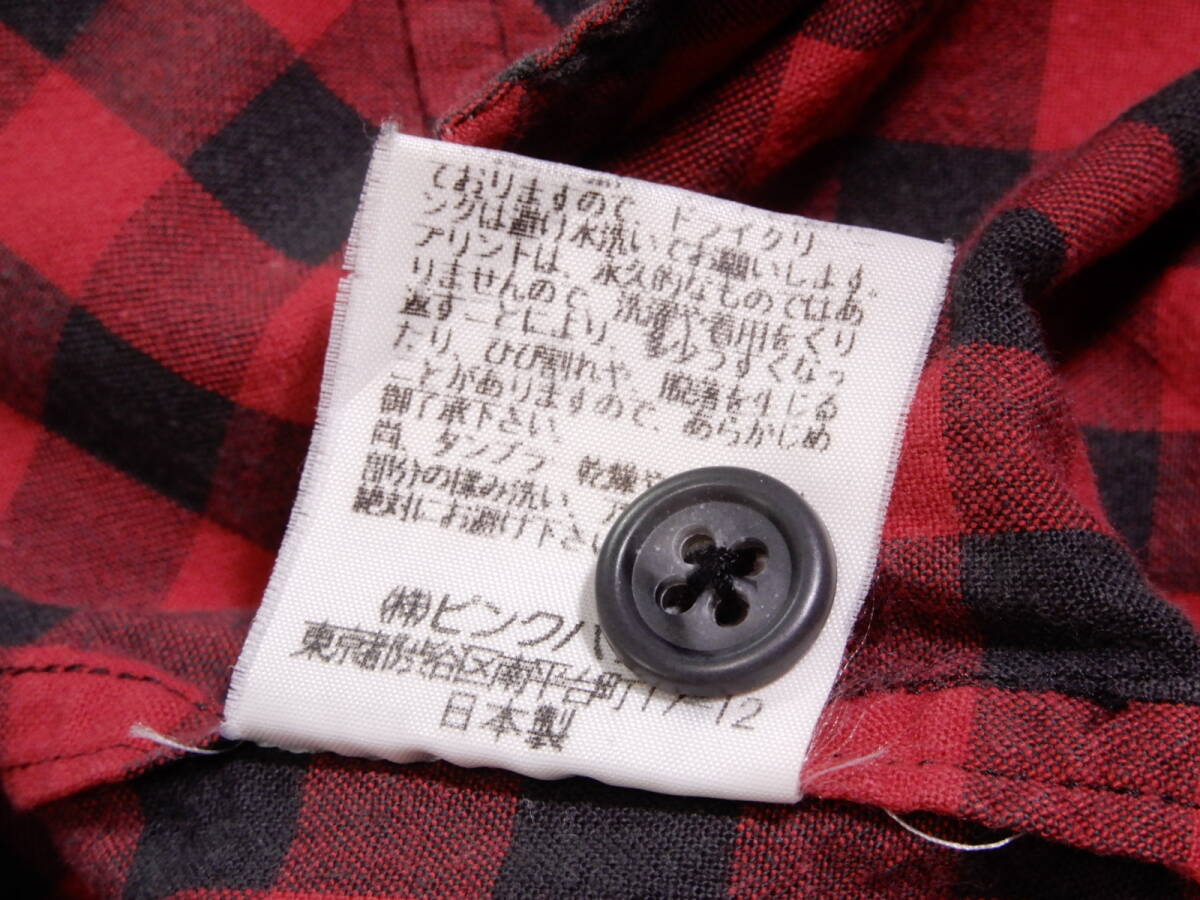 ておりますので、ドライクリーニ
ングは避け水洗いでお願いします。
プリントは、永久的なものではあ
りませんので、洗濯や着用をくり
返すことにより、うしなっ
たり、ひび割れや、脱落を生じる
ことがありますので、あらかじめ
御了承下さい。
尚、タンブラ 乾燥や
部分の揉み洗い、ア
絶対にお避け下さい
(株)ピンクハ
東京都渋谷区南平台町17-12
日本製